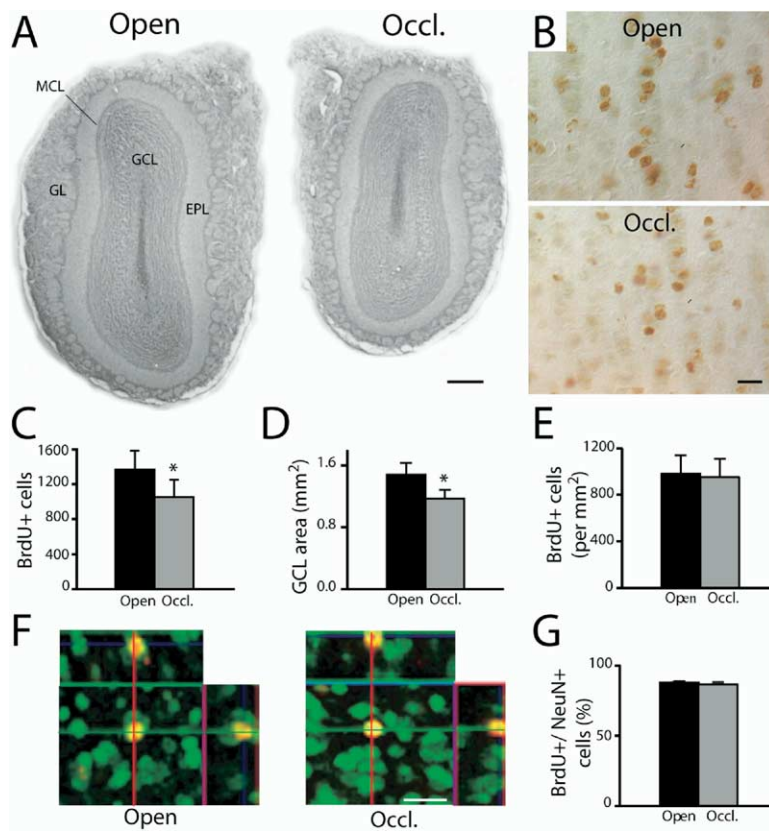 A
Open
Occl.
MCL
GCL
GL
EPL
B
Open
Occl.
C
BrdU+ cells
1600
1200
800
400
0
*
Open Occl.
D
GCL area (mm²)
1.8
1.2
0.6
0.0
*
Open Occl.
E
BrdU+ cells
(per mm²)
1200
800
400
0
Open Occl.
F
Open
Occl.
G
BrdU+/ NeuN+
cells (%)
100
50
0
Open Occl.